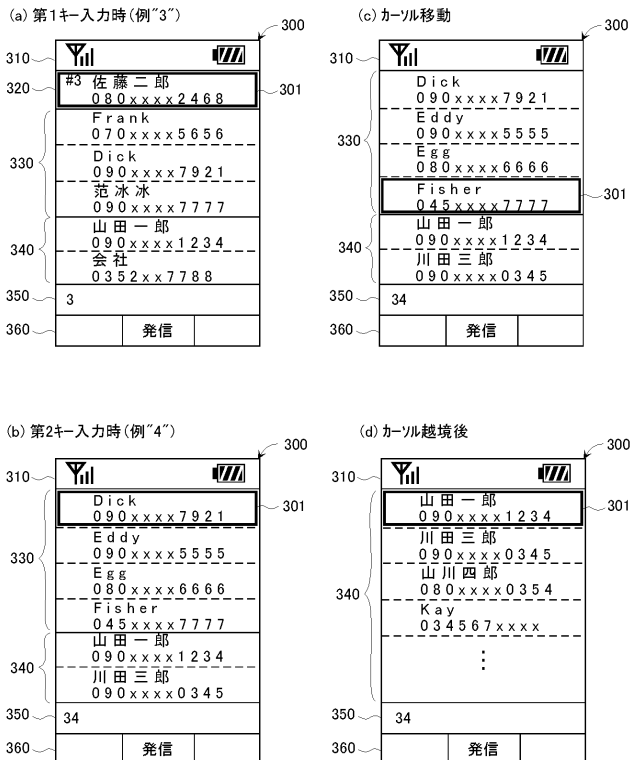 (a) 第1キー入力時(例"3")
300
310
320
#3 佐藤二郎
080xxxx2468
301
Frank
070xxxx5656
330
Dick
090xxxx7921
范冰冰
090xxxx7777
340
山田一郎
090xxxx1234
会社
0352xx7788
350
3
360
発信
(c) カーソル移動
300
310
Dick
090xxxx7921
Eddy
090xxxx5555
330
Egg
080xxxx6666
Fisher
045xxxx7777
301
340
山田一郎
090xxxx1234
川田三郎
090xxxx0345
350
34
360
発信
(b) 第2キー入力時(例"4")
300
310
Dick
090xxxx7921
301
Eddy
090xxxx5555
330
Egg
080xxxx6666
Fisher
045xxxx7777
340
山田一郎
090xxxx1234
川田三郎
090xxxx0345
350
34
360
発信
(d) カーソル越境後
300
310
山田一郎
090xxxx1234
301
川田三郎
090xxxx0345
340
山川四郎
080xxxx0354
Kay
034567xxxx
⋮
350
34
360
発信